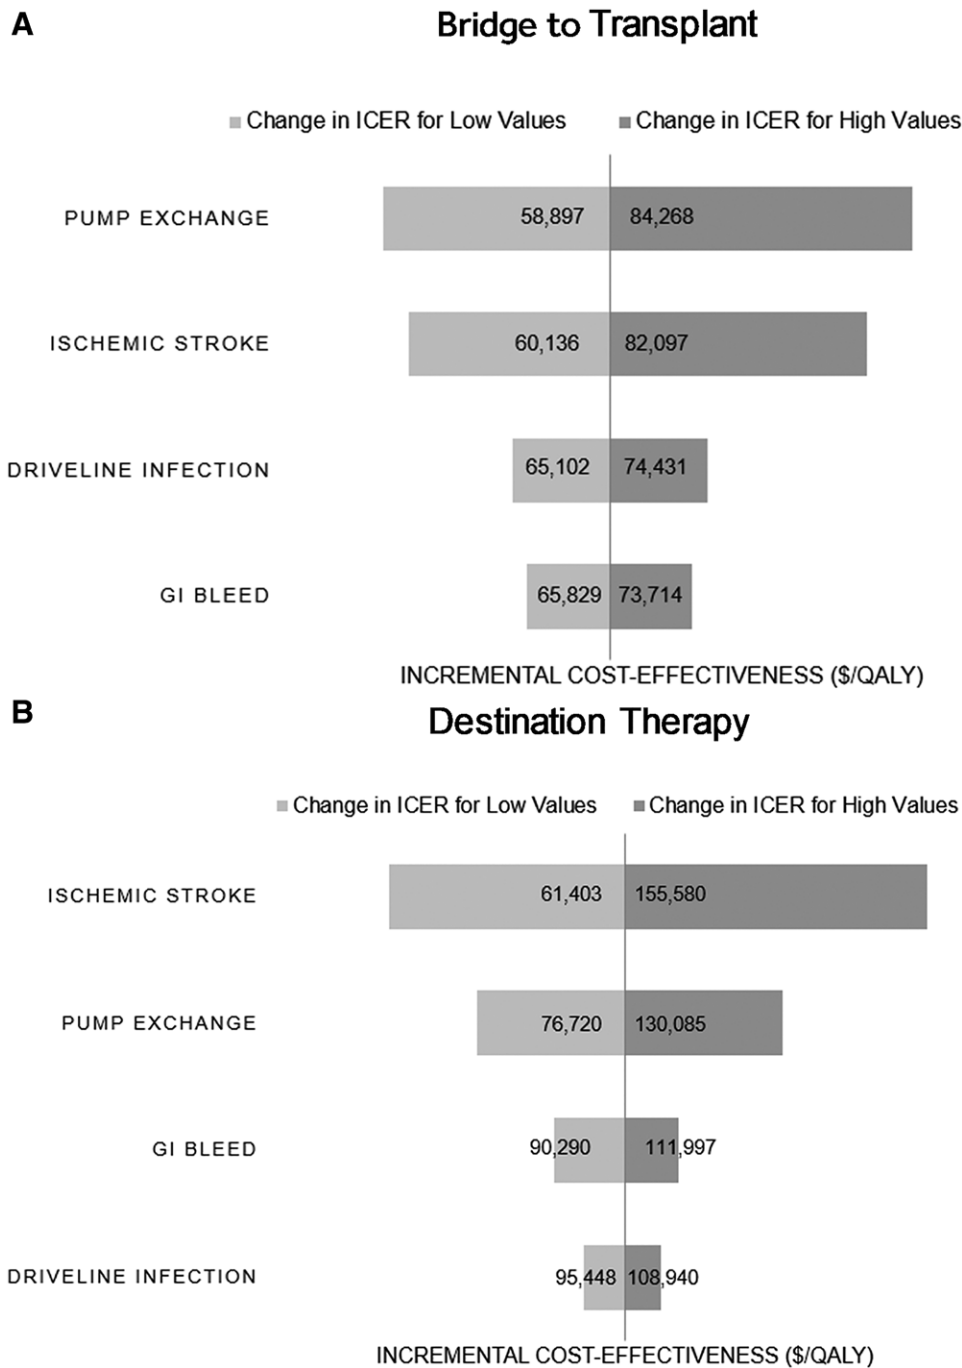 A
Bridge to Transplant
Change in ICER for Low Values Change in ICER for High Values
PUMP EXCHANGE 58,897 84,268
ISCHEMIC STROKE 60,136 82,097
DRIVELINE INFECTION 65,102 74,431
GI BLEED 65,829 73,714
INCREMENTAL COST-EFFECTIVENESS ($/QALY)
B
Destination Therapy
Change in ICER for Low Values Change in ICER for High Values
ISCHEMIC STROKE 61,403 155,580
PUMP EXCHANGE 76,720 130,085
GI BLEED 90,290 111,997
DRIVELINE INFECTION 95,448 108,940
INCREMENTAL COST-EFFECTIVENESS ($/QALY)